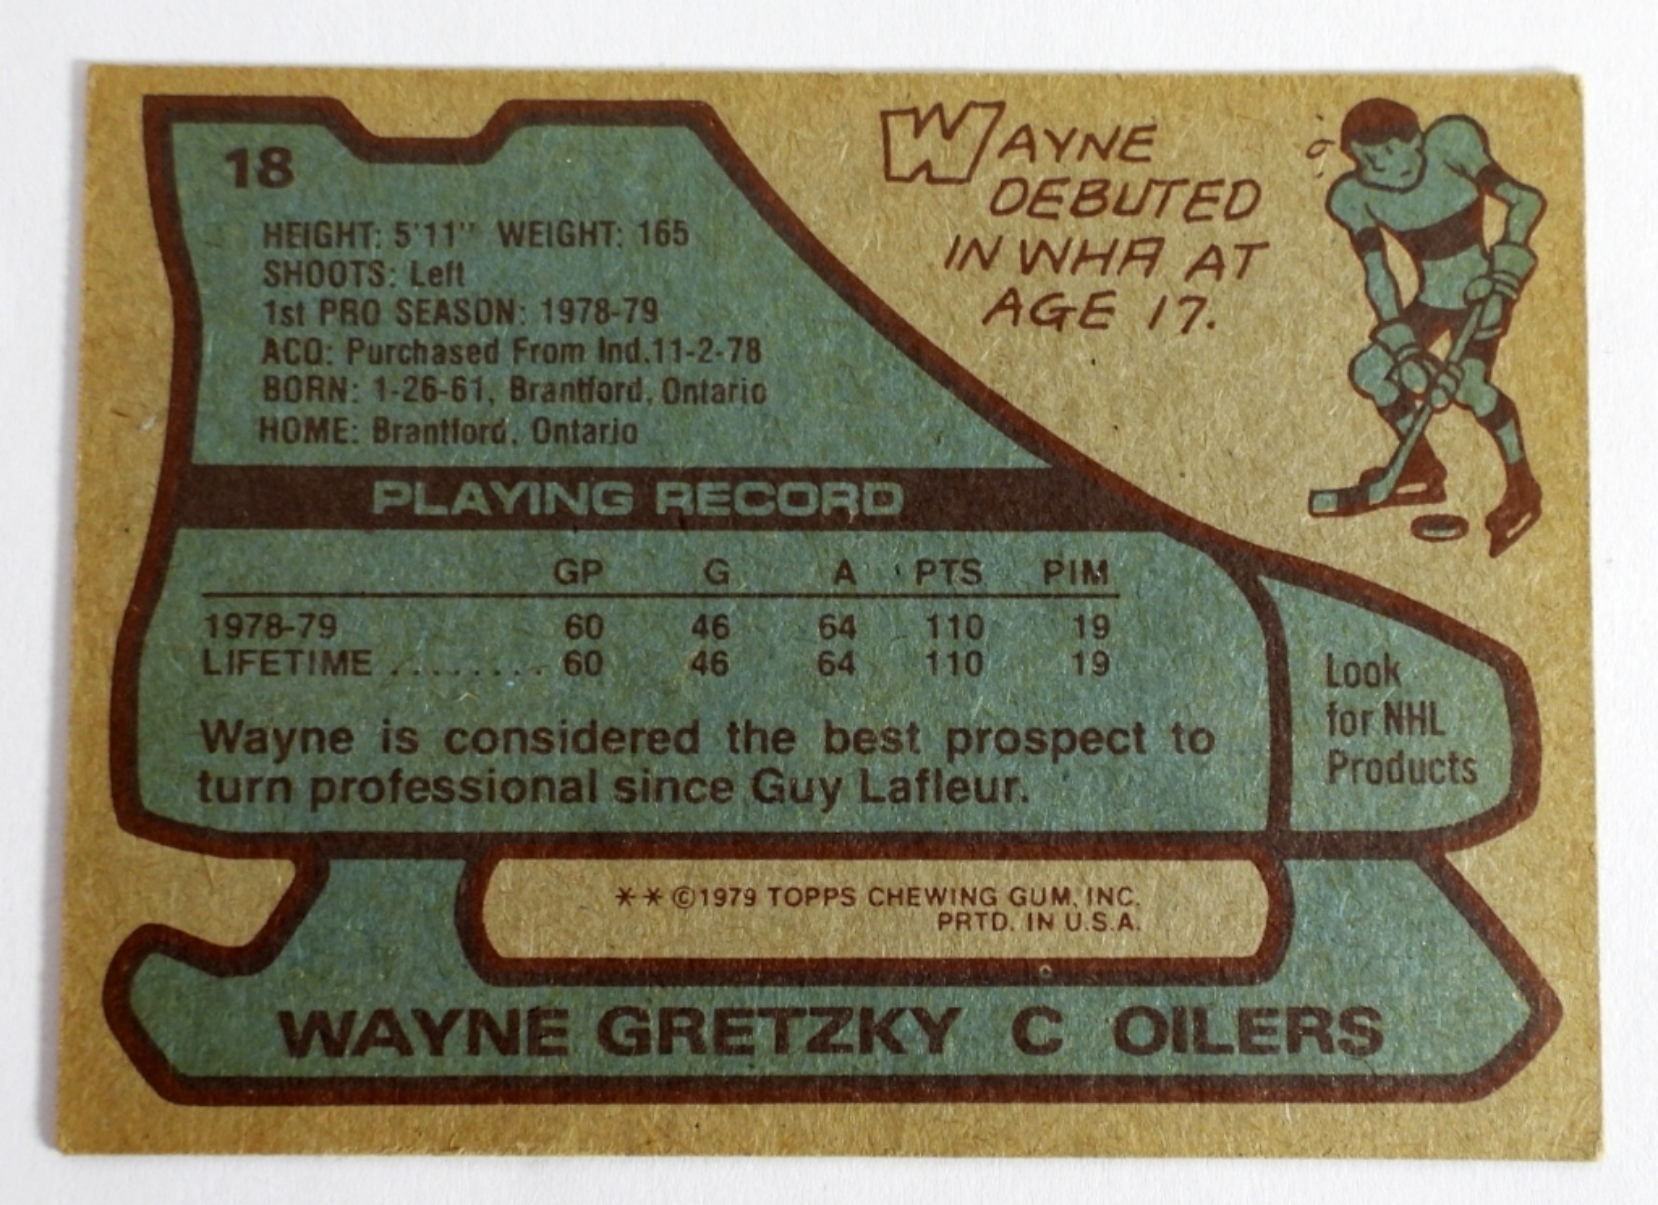 18
HEIGHT: 5'11" WEIGHT: 165
SHOOTS: Left
1st PRO SEASON: 1978-79
ACQ: Purchased From Ind.11-2-78
BORN: 1-26-61, Brantford, Ontario
HOME: Brantford, Ontario
WAYNE
DEBUTED
IN WHA AT
AGE 17.
PLAYING RECORD
GP G A PTS PIM
1978-79 60 46 64 110 19
LIFETIME ........ 60 46 64 110 19
Wayne is considered the best prospect to
turn professional since Guy Lafleur.
Look
for NHL
Products
**©1979 TOPPS CHEWING GUM, INC.
PRTD. IN U.S.A.
WAYNE GRETZKY C OILERS